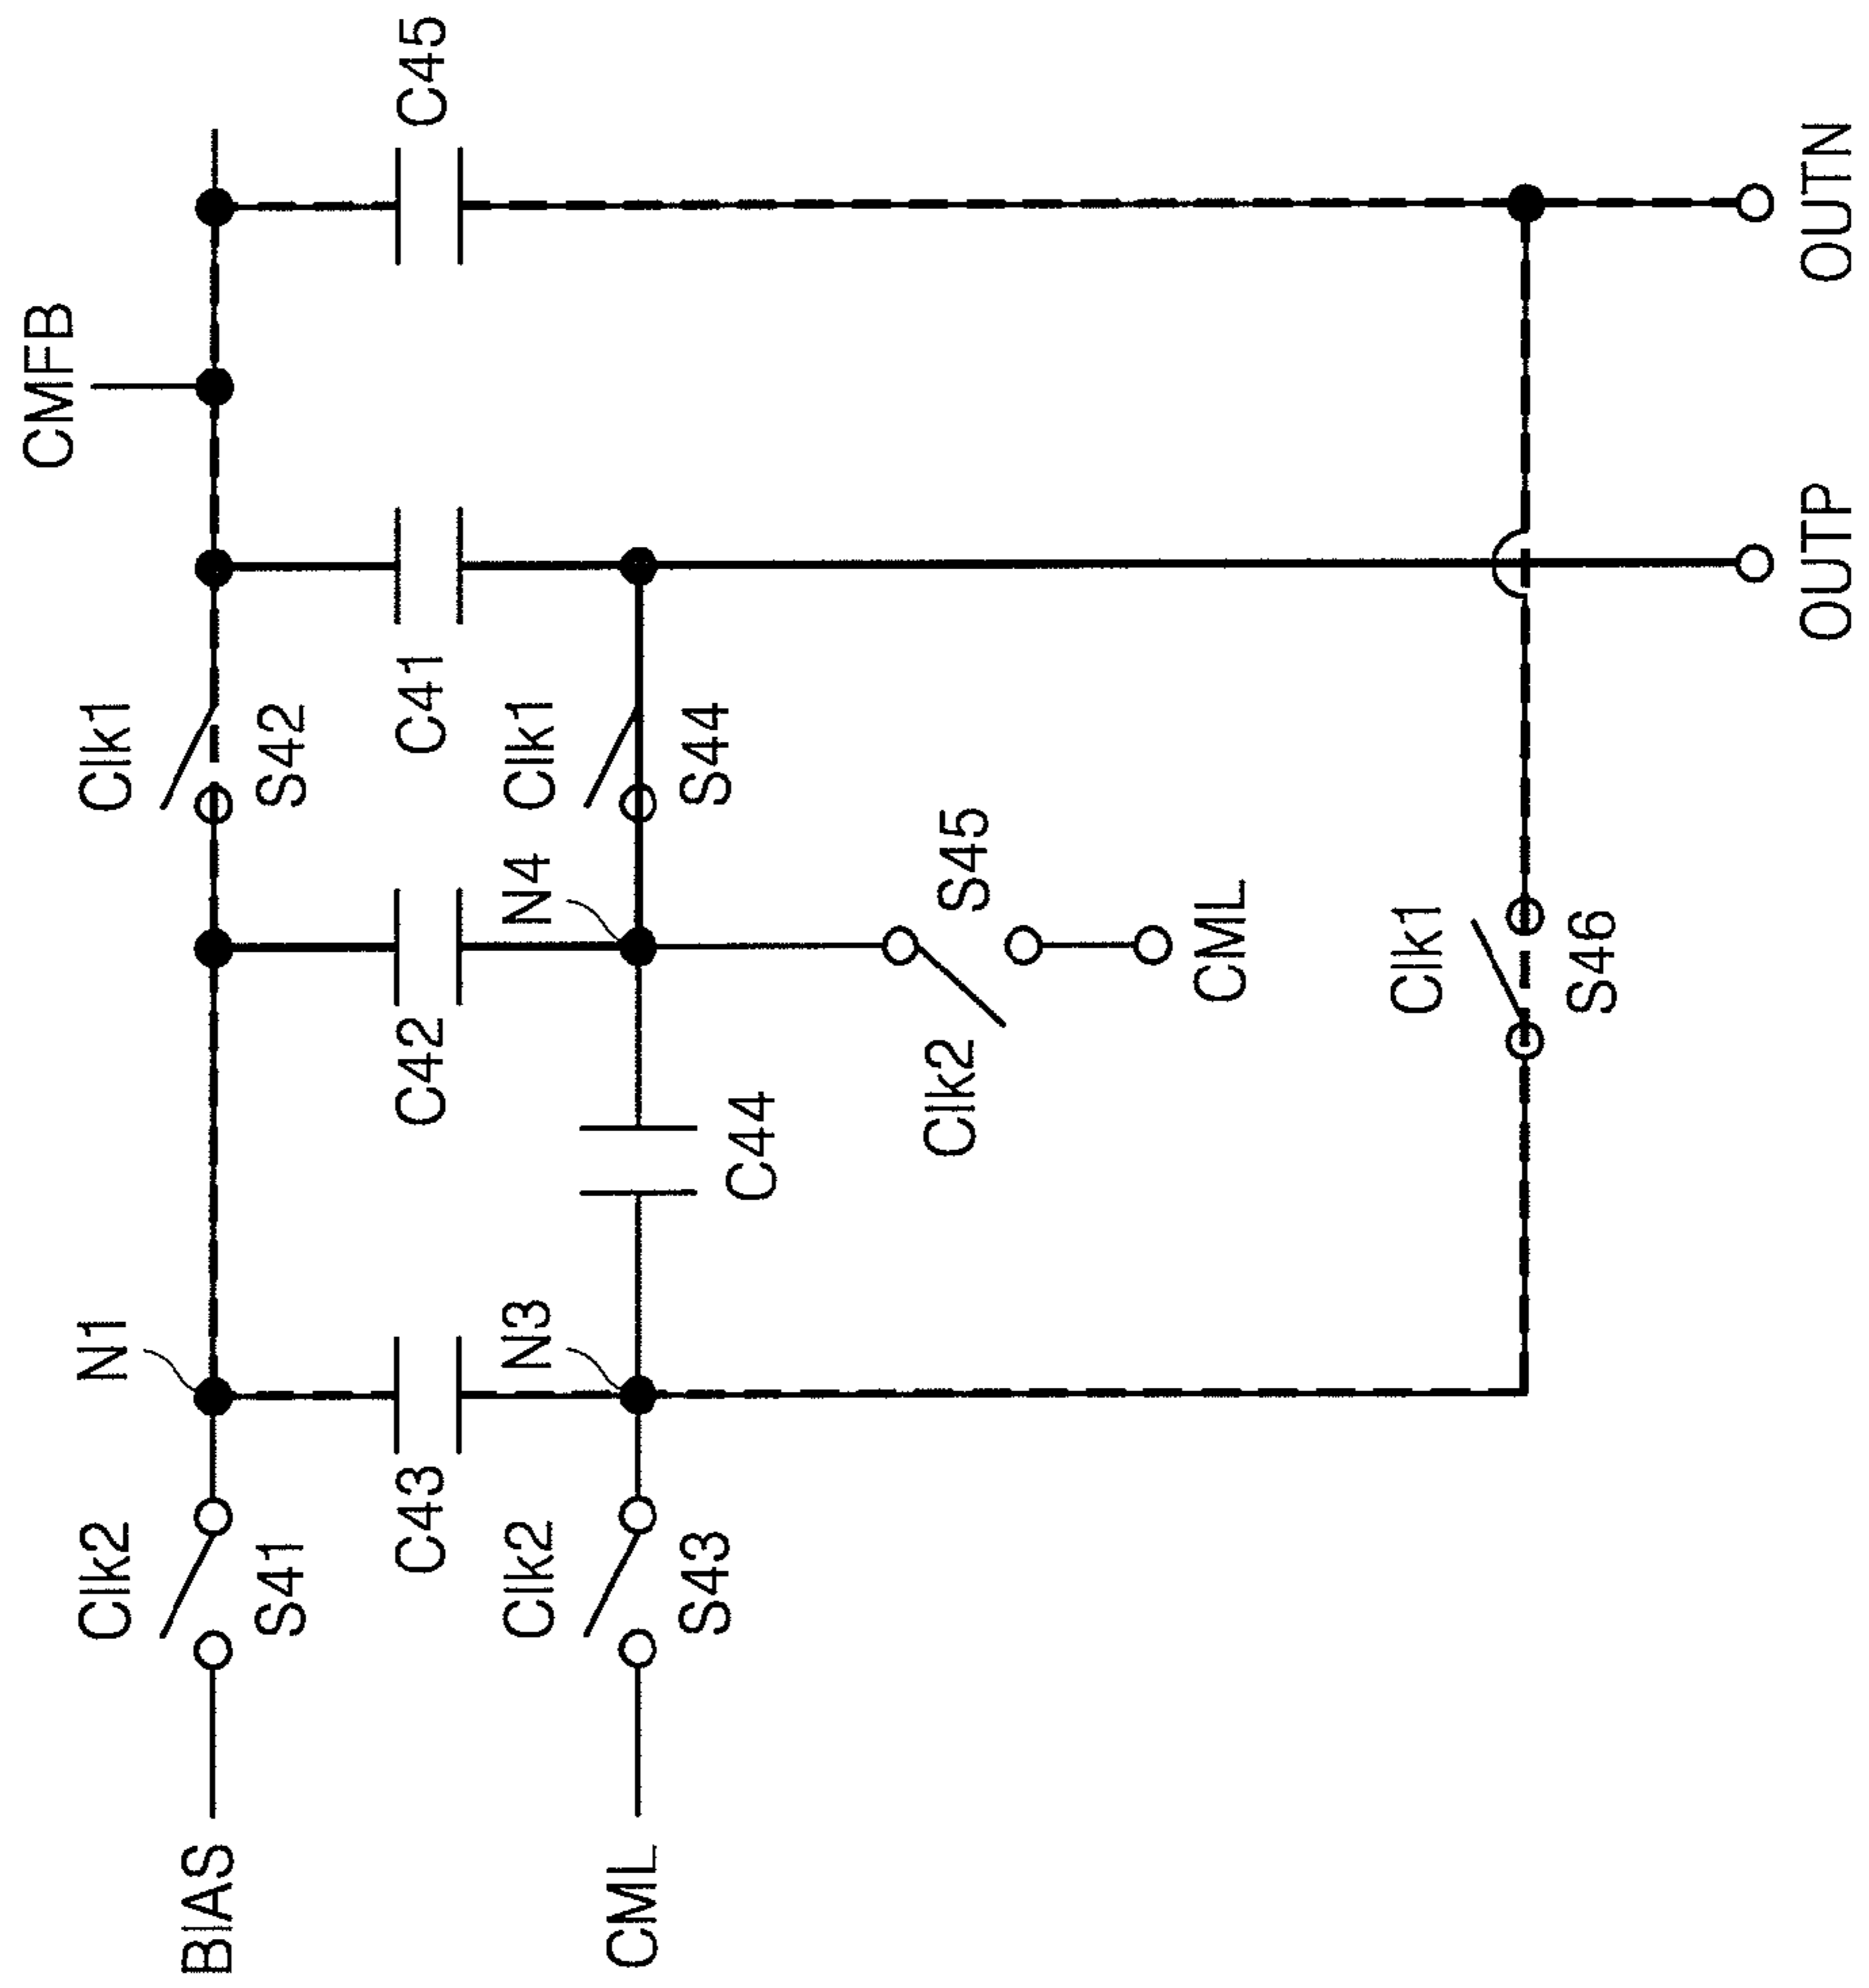 CMFB
C45
Clk1
S42
C41
Clk1
S44
N4
C42
S45
Clk2
CML
C44
N1
N3
C43
Clk2
S41
Clk2
S43
BIAS
CML
Clk1
S46
OUTP
OUTN